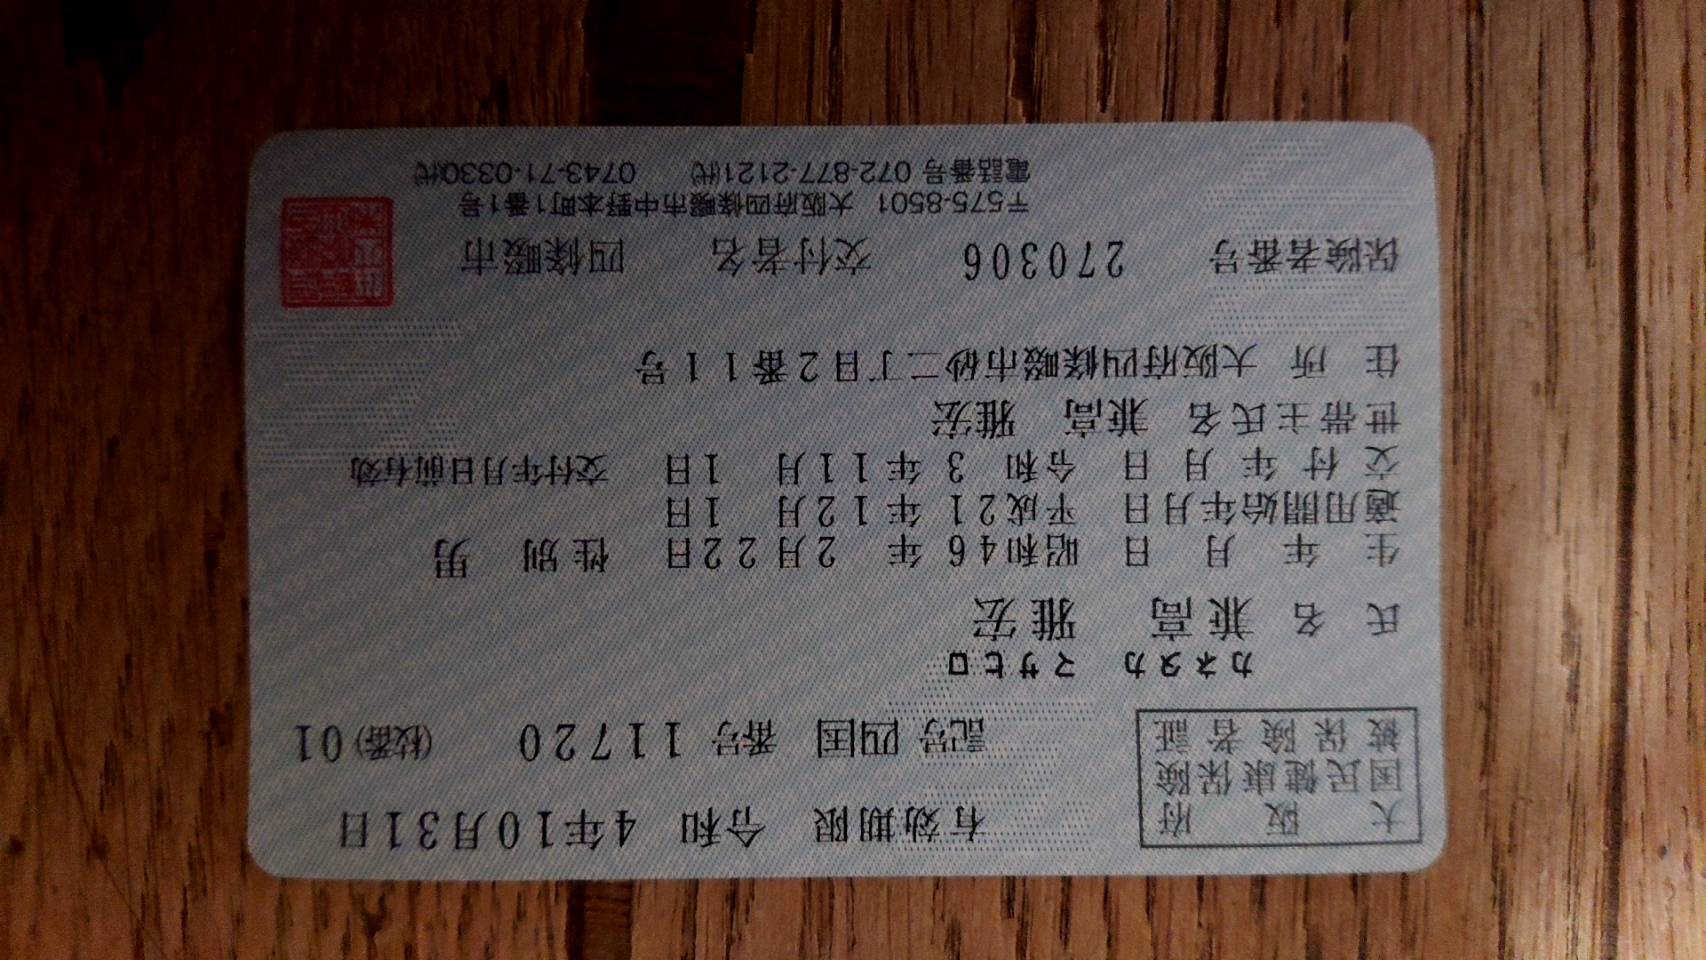 大阪府
国民健康保険
被保険者証
有効期限 令和 4年10月31日
記号 四国 番号 11720 (枝番)01
カネタカ マサヒロ
氏名 兼高 雅宏
生年月日 昭和46年 2月22日 性別 男
適用開始年月日 平成21年12月 1日
交付年月日 令和 3年11月 1日 交付年月日前有効
世帯主氏名 兼高 雅宏
住所 大阪府四條畷市砂二丁目2番11号
保険者番号 270306 交付者名 四條畷市
〒575-8501 大阪府四條畷市中野本町1番1号
電話番号 072-877-2121(代) 0743-71-0330(代)